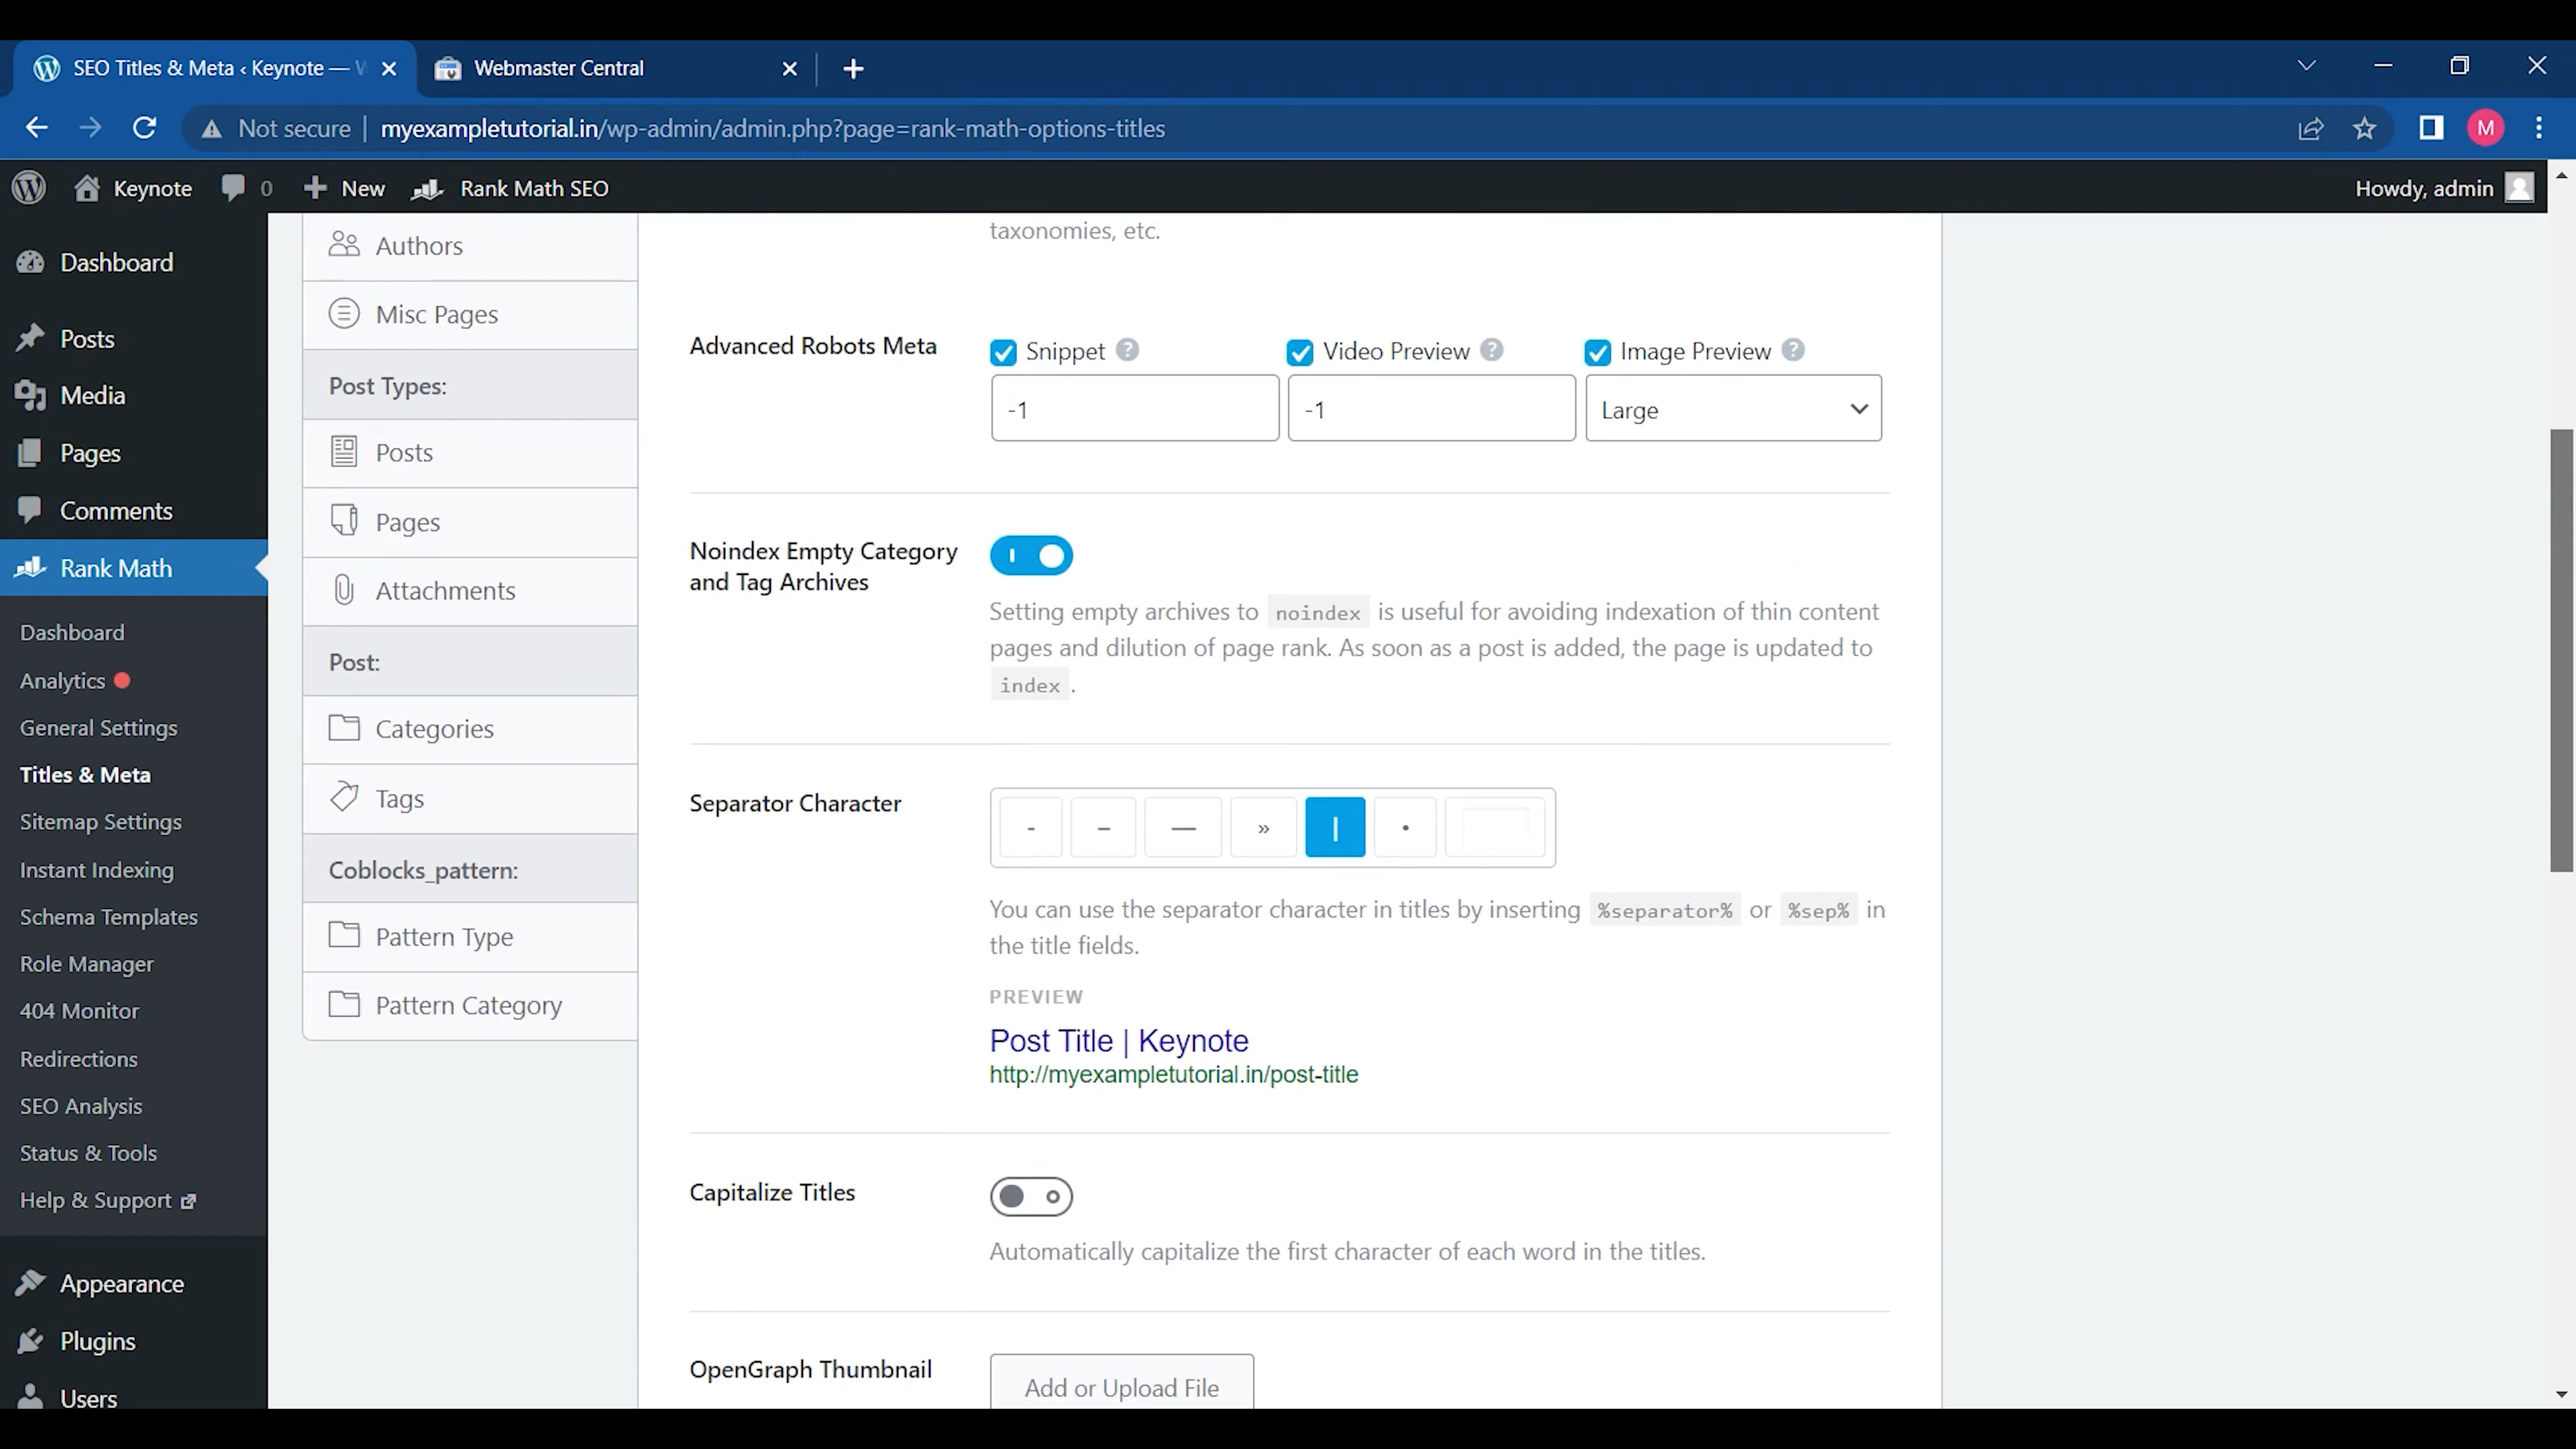 SEO Titles & Meta ‹ Keynote — W
Webmaster Central
Not secure
myexampletutorial.in/wp-admin/admin.php?page=rank-math-options-titles
M
Keynote
0
New
Rank Math SEO
Howdy, admin
Dashboard
Posts
Media
Pages
Comments
Rank Math
Dashboard
Analytics
General Settings
Titles & Meta
Sitemap Settings
Instant Indexing
Schema Templates
Role Manager
404 Monitor
Redirections
SEO Analysis
Status & Tools
Help & Support
Appearance
Plugins
Users
Authors
Misc Pages
Post Types:
Posts
Pages
Attachments
Post:
Categories
Tags
Coblocks_pattern:
Pattern Type
Pattern Category
taxonomies, etc.
Advanced Robots Meta
Snippet
Video Preview
Image Preview
-1
-1
Large
Noindex Empty Category
and Tag Archives
Setting empty archives to noindex is useful for avoiding indexation of thin content
pages and dilution of page rank. As soon as a post is added, the page is updated to
index .
Separator Character
- – — » | •
You can use the separator character in titles by inserting %separator% or %sep% in
the title fields.
PREVIEW
Post Title | Keynote
http://myexampletutorial.in/post-title
Capitalize Titles
Automatically capitalize the first character of each word in the titles.
OpenGraph Thumbnail
Add or Upload File